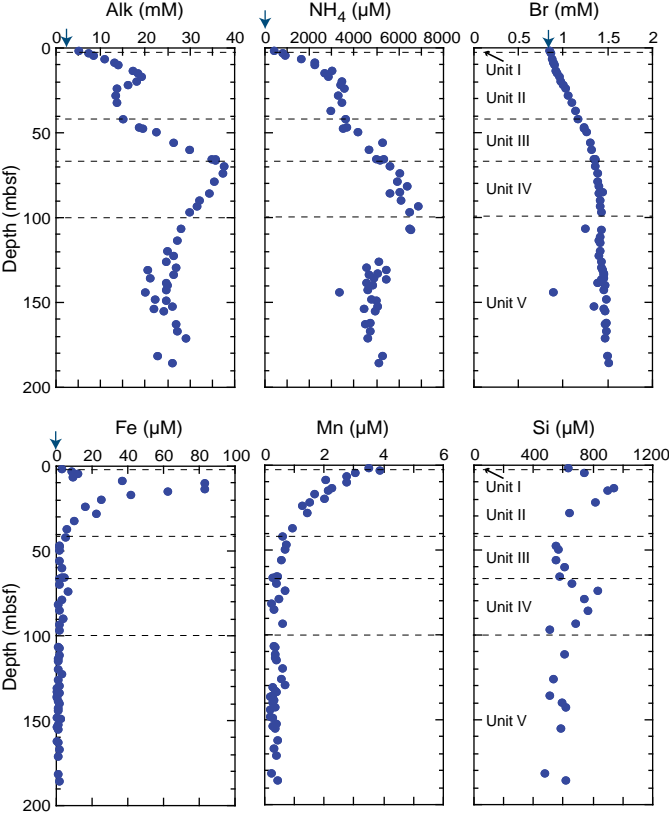 Alk (mM) NH4 (µM) Br (mM)
0 10 20 30 40 0 2000 4000 6000 8000 0 0.5 1 1.5 2
0
Unit I
Unit II
50
Unit III
Unit IV
100
150
Unit V
200
Depth (mbsf)
Fe (µM) Mn (µM) Si (µM)
0 20 40 60 80 100 0 2 4 6 0 400 800 1200
0
Unit I
Unit II
50
Unit III
Unit IV
100
150
Unit V
200
Depth (mbsf)